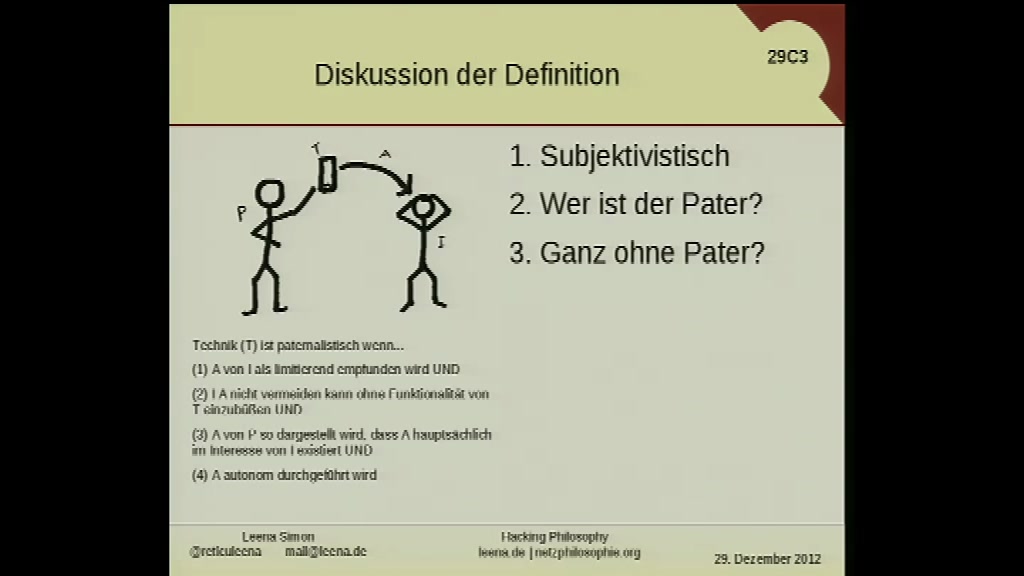 29C3
Diskussion der Definition
T
A
P
I
1. Subjektivistisch
2. Wer ist der Pater?
3. Ganz ohne Pater?
Technik (T) ist paternalistisch wenn...
(1) A von I als limitierend empfunden wird UND
(2) I A nicht vermeiden kann ohne Funktionalität von
T einzubüßen UND
(3) A von P so dargestellt wird, dass A hauptsächlich
im Interesse von I existiert UND
(4) A autonom durchgeführt wird
Leena Simon
@reticuleena mail@leena.de
Hacking Philosophy
leena.de | netzphilosophie.org
29. Dezember 2012